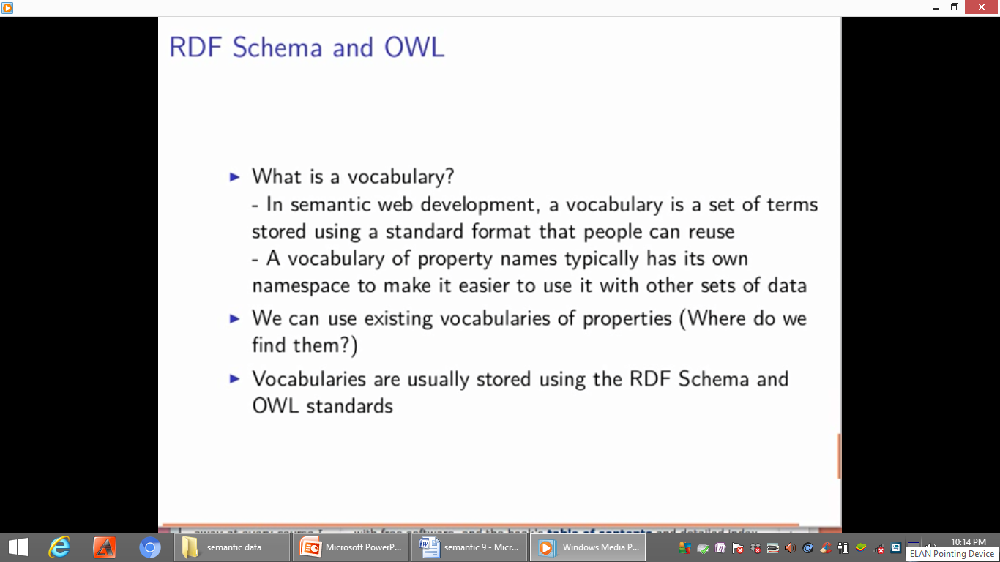 RDF Schema and OWL
What is a vocabulary?
- In semantic web development, a vocabulary is a set of terms
stored using a standard format that people can reuse
- A vocabulary of property names typically has its own
namespace to make it easier to use it with other sets of data
We can use existing vocabularies of properties (Where do we
find them?)
Vocabularies are usually stored using the RDF Schema and
OWL standards
away at every course I with free software, and the book's table of contents and detailed index
semantic data
Microsoft PowerP...
semantic 9 - Micr...
Windows Media P...
10:14 PM
ELAN Pointing Device